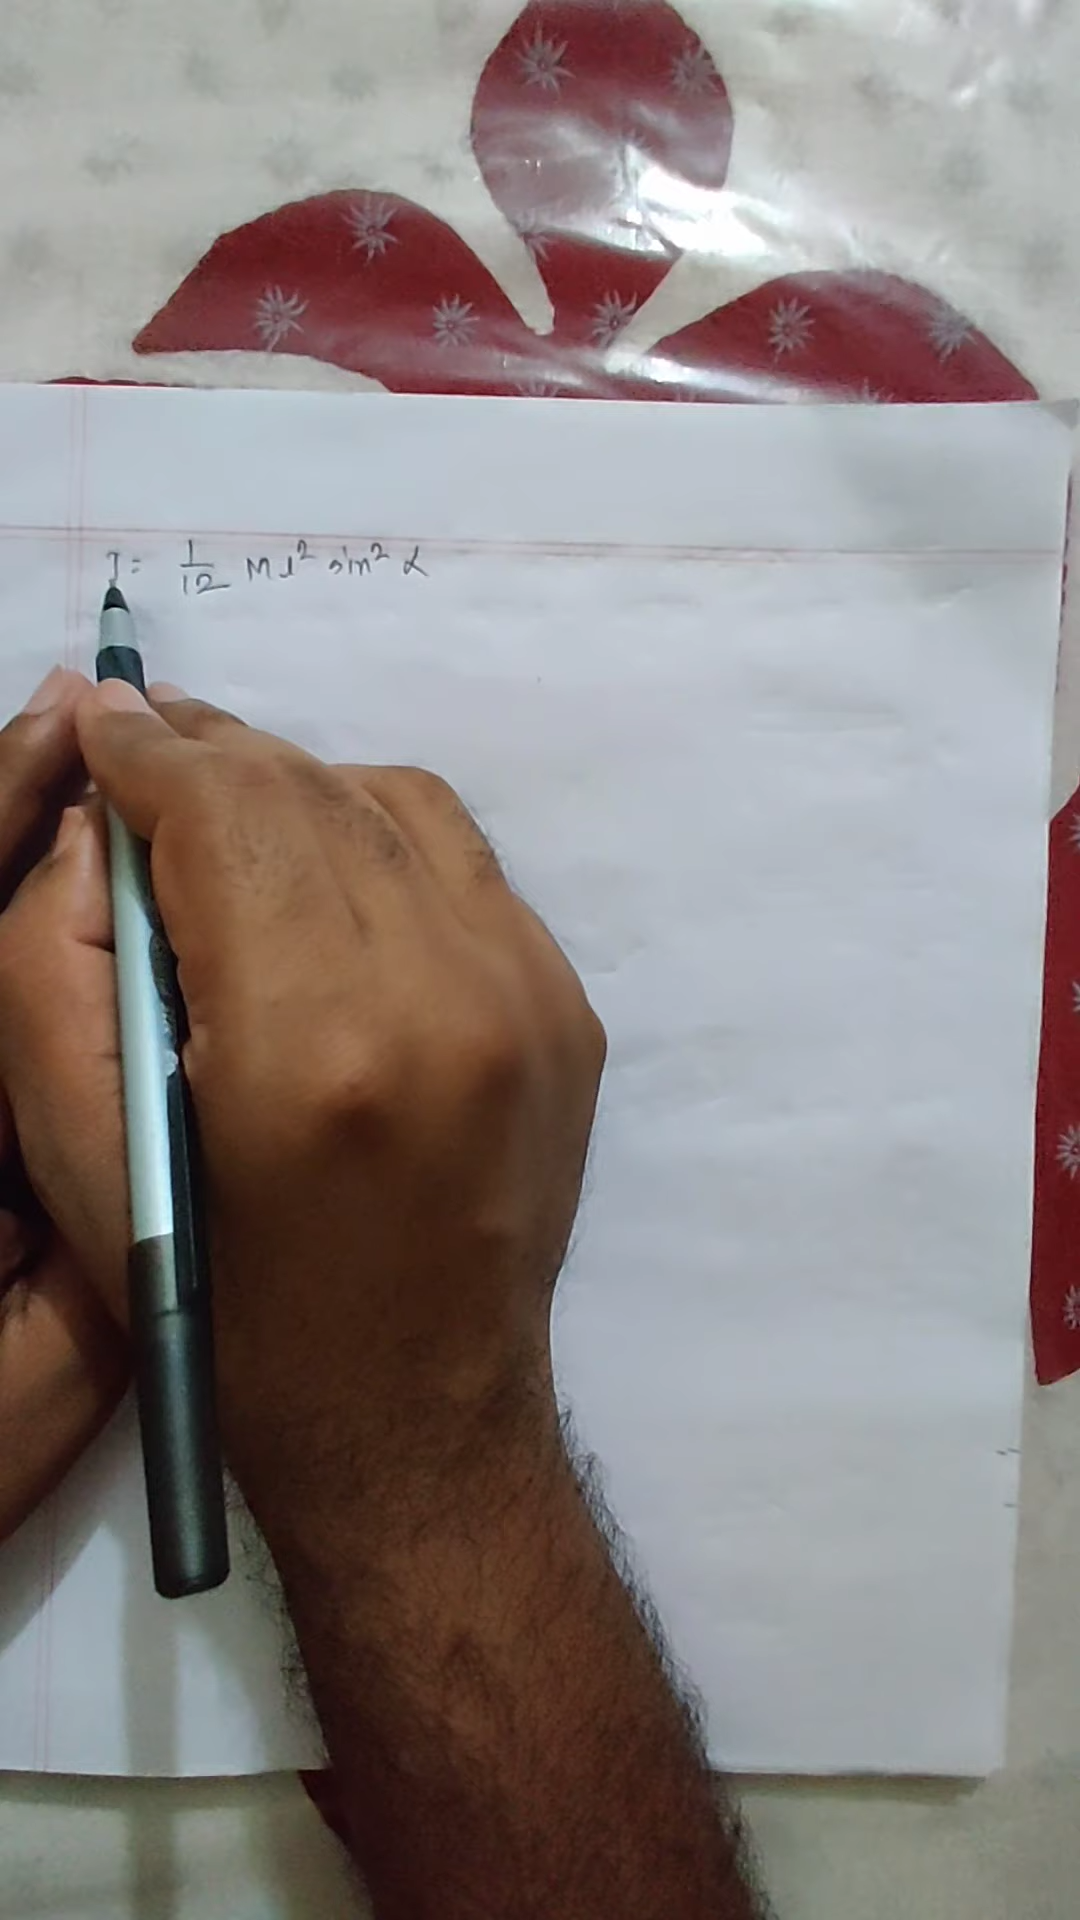 I = 1/12 Ml² sin² α